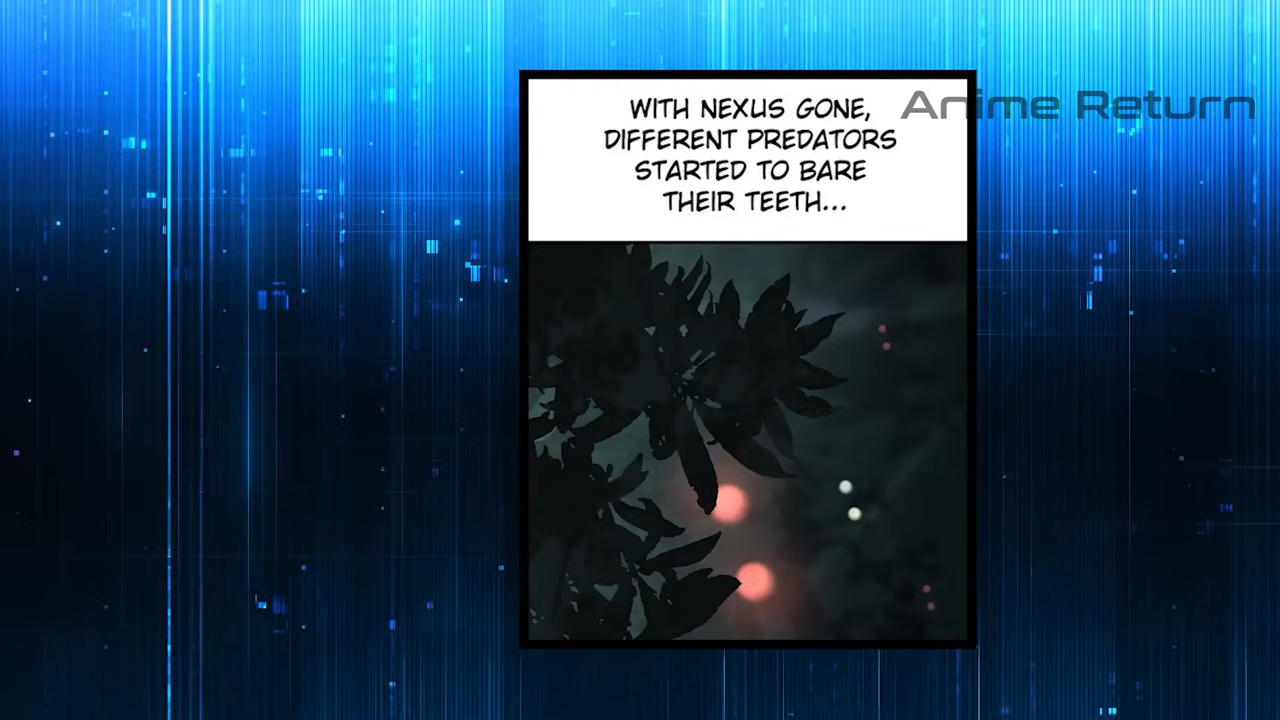 WITH NEXUS GONE,
DIFFERENT PREDATORS
STARTED TO BARE
THEIR TEETH...
Anime Return